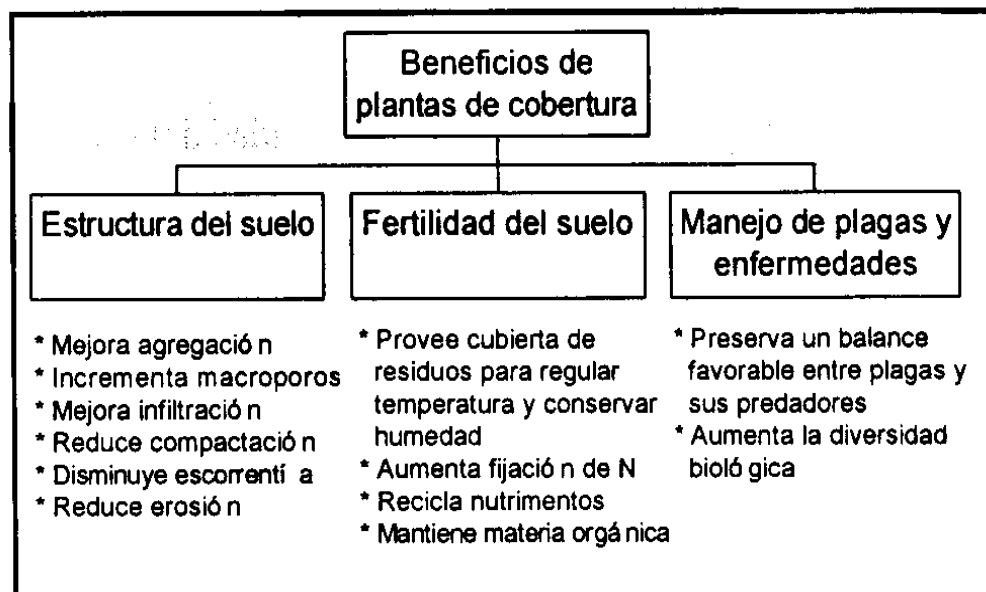 Beneficios de
plantas de cobertura
Estructura del suelo
* Mejora agregació n
* Incrementa macroporos
* Mejora infiltració n
* Reduce compactació n
* Disminuye escorrentí a
* Reduce erosió n
Fertilidad del suelo
* Provee cubierta de
residuos para regular
temperatura y conservar
humedad
* Aumenta fijació n de N
* Recicla nutrimentos
* Mantiene materia orgá nica
Manejo de plagas y
enfermedades
* Preserva un balance
favorable entre plagas y
sus predadores
* Aumenta la diversidad
bioló gica